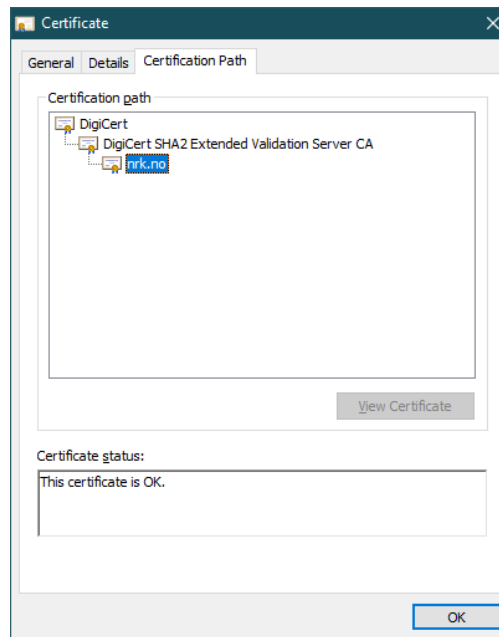 Certificate
General Details Certification Path
Certification path
DigiCert
DigiCert SHA2 Extended Validation Server CA
nrk.no
View Certificate
Certificate status:
This certificate is OK.
OK